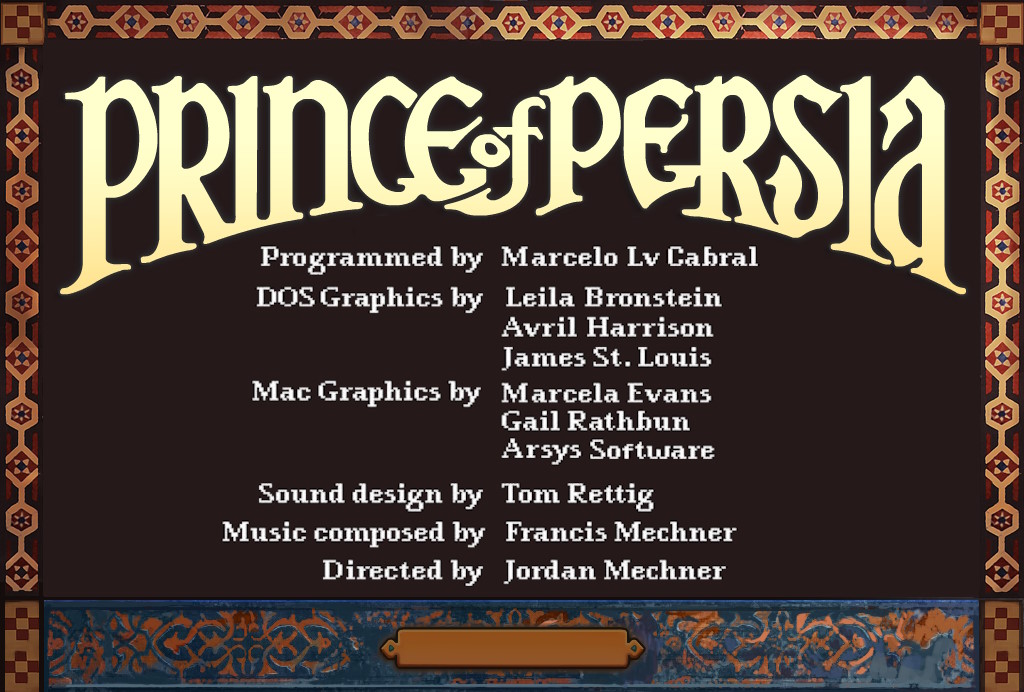 PRINCE of PERSIA
Programmed by Marcelo Lv Cabral
DOS Graphics by Leila Bronstein
Avril Harrison
James St. Louis
Mac Graphics by Marcela Evans
Gail Rathbun
Arsys Software
Sound design by Tom Rettig
Music composed by Francis Mechner
Directed by Jordan Mechner